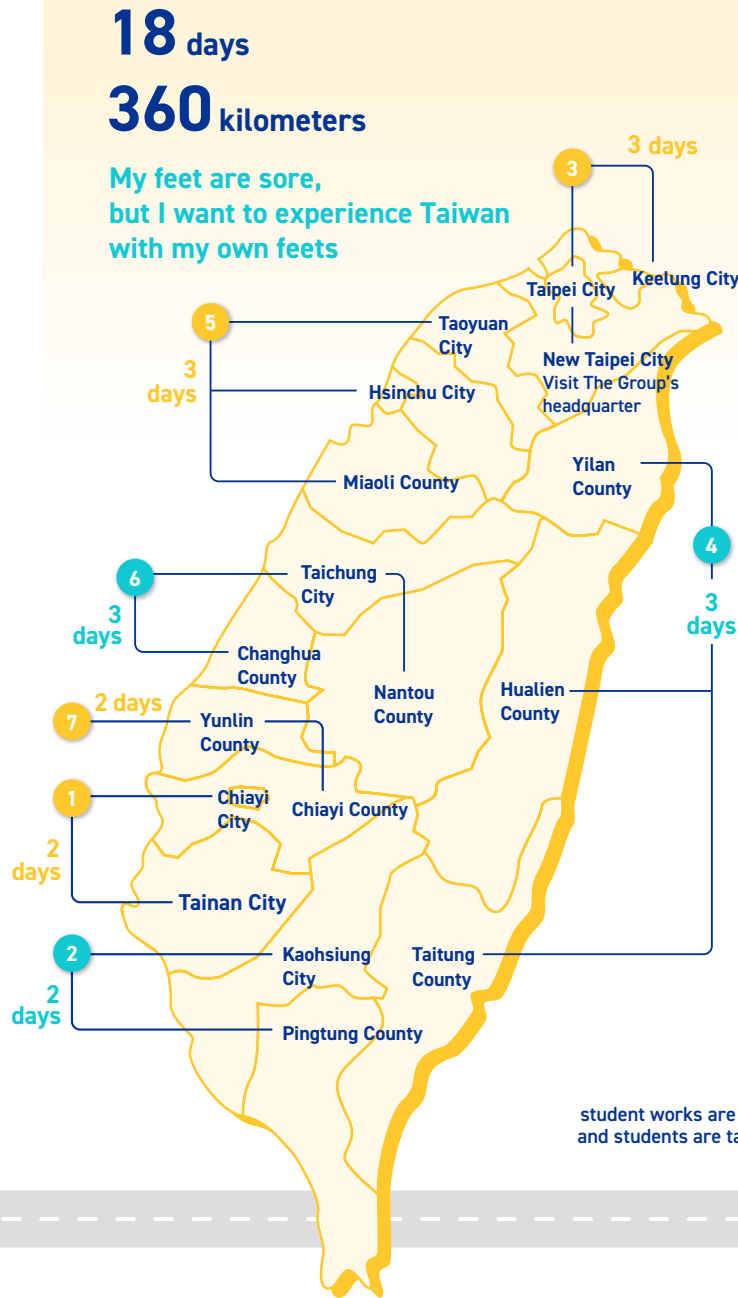 18 days
360 kilometers
My feet are sore,
but I want to experience Taiwan
with my own feets
3
3 days
Taipei City
Keelung City
New Taipei City
Visit The Group's
headquarter
5
3
days
Taoyuan
City
Hsinchu City
Miaoli County
Yilan
County
4
3
days
Hualien
County
Taitung
County
6
3
days
Taichung
City
Changhua
County
Nantou
County
7
2 days
Yunlin
County
Chiayi County
1
2
days
Chiayi
City
Tainan City
2
2
days
Kaohsiung
City
Pingtung County
student works are
and students are ta